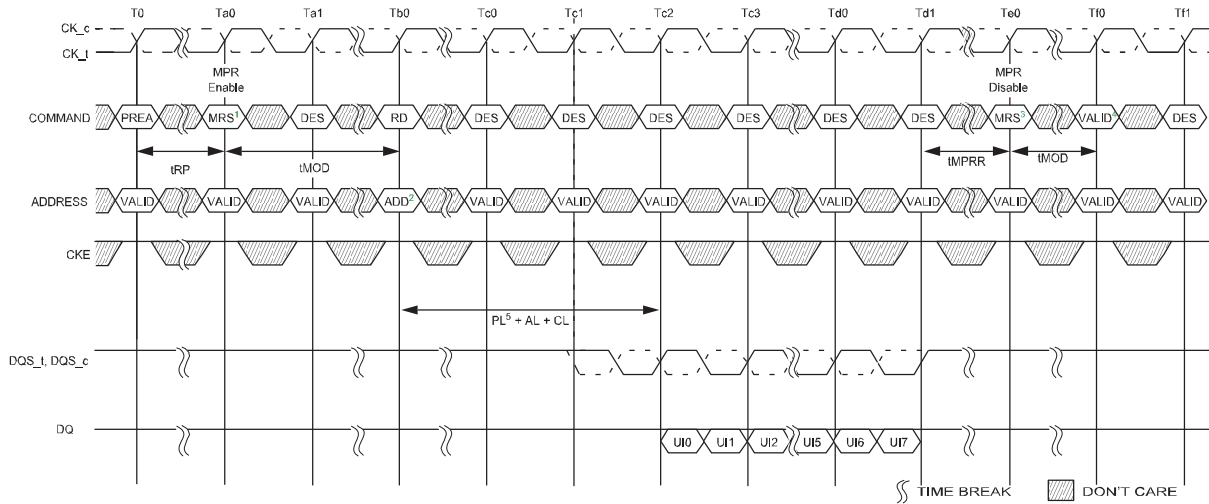 T0 Ta0 Ta1 Tb0 Tc0 Tc1 Tc2 Tc3 Td0 Td1 Te0 Tf0 Tf1
CK_c
CK_t
MPR Enable
MPR Disable
COMMAND PREA MRS1 DES RD DES DES DES DES DES DES MRS3 VALID4 DES
tRP tMOD tMPRR tMOD
ADDRESS VALID VALID VALID ADD2 VALID VALID VALID VALID VALID VALID VALID VALID VALID
CKE
PL5 + AL + CL
DQS_t, DQS_c
DQ UI0 UI1 UI2 UI5 UI6 UI7
TIME BREAK DON'T CARE